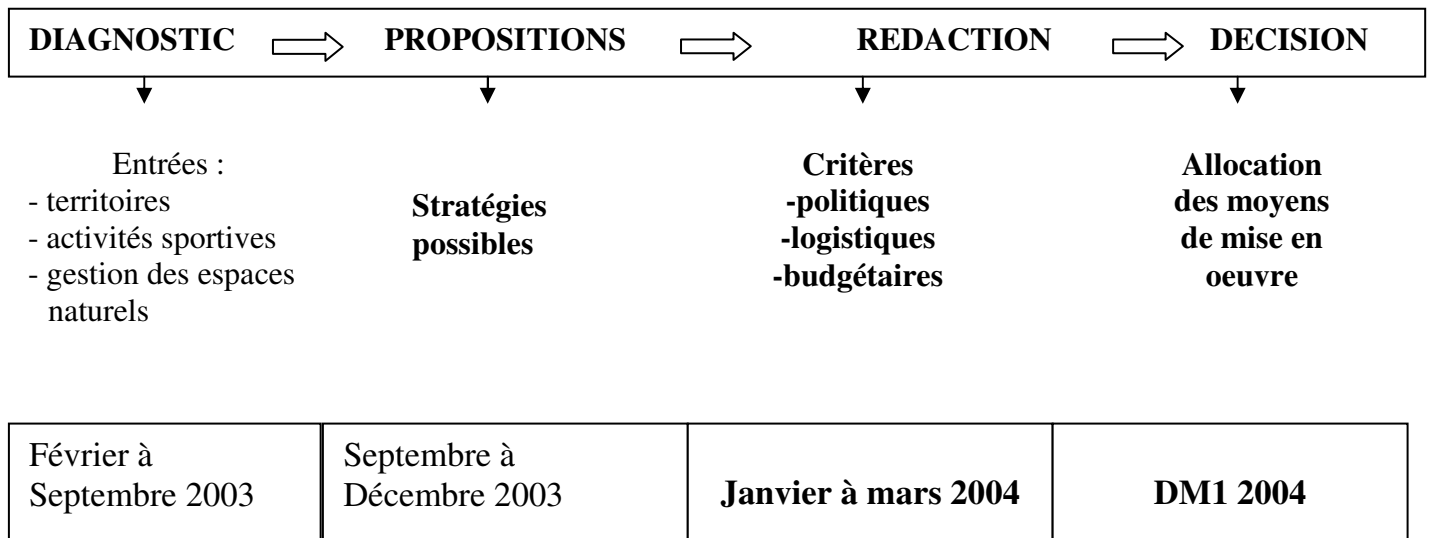 DIAGNOSTIC PROPOSITIONS REDACTION DECISION
Entrées :
- territoires
- activités sportives
- gestion des espaces
naturels
Stratégies
possibles
Critères
-politiques
-logistiques
-budgétaires
Allocation
des moyens
de mise en
oeuvre
Février à
Septembre 2003
Septembre à
Décembre 2003
Janvier à mars 2004
DM1 2004